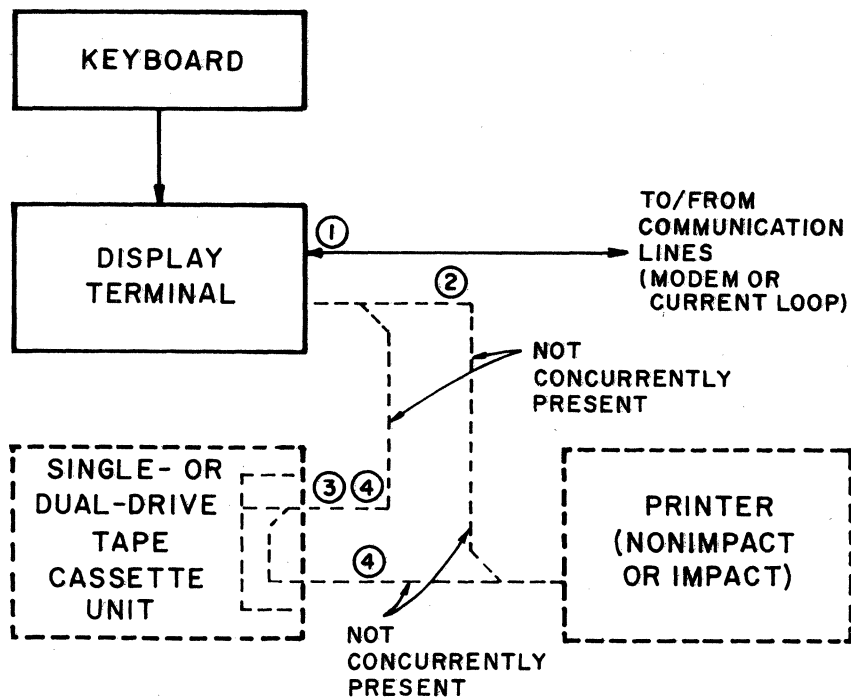 KEYBOARD
DISPLAY
TERMINAL
①
TO/FROM
COMMUNICATION
LINES
(MODEM OR
CURRENT LOOP)
②
NOT
CONCURRENTLY
PRESENT
SINGLE- OR
DUAL-DRIVE
TAPE
CASSETTE
UNIT
③ ④
④
PRINTER
(NONIMPACT
OR IMPACT)
NOT
CONCURRENTLY
PRESENT